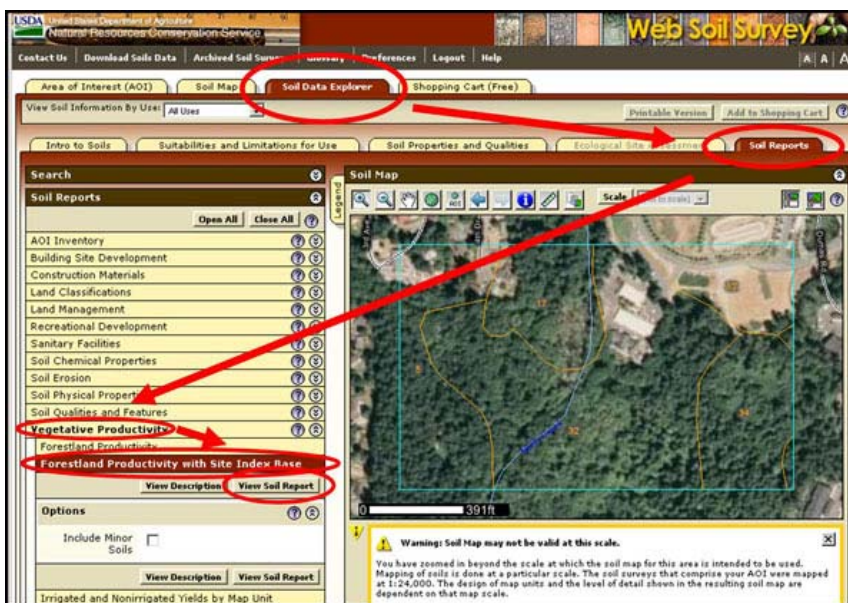 USDA United States Department of Agriculture
Natural Resources Conservation Service
Web Soil Survey
Contact Us | Download Soils Data | Archived Soil Surveys | Glossary | Preferences | Logout | Help | A | A | A
Area of Interest (AOI)
Soil Map
Soil Data Explorer
Shopping Cart (Free)
View Soil Information By Use: All Uses
Printable Version
Add to Shopping Cart
Intro to Soils
Suitabilities and Limitations for Use
Soil Properties and Qualities
Ecological Site Assessment
Soil Reports
Search
Soil Reports
Open All
Close All
AOI Inventory
Building Site Development
Construction Materials
Land Classifications
Land Management
Recreational Development
Sanitary Facilities
Soil Chemical Properties
Soil Erosion
Soil Physical Properties
Soil Qualities and Features
Vegetative Productivity
Forestland Productivity
Forestland Productivity with Site Index Base
View Description
View Soil Report
Options
Include Minor
Soils
View Description
View Soil Report
Irrigated and Nonirrigated Yields by Map Unit
Legend
Soil Map
Scale
0
391ft
Warning: Soil Map may not be valid at this scale.
You have zoomed in beyond the scale at which the soil map for this area is intended to be used.
Mapping of soils is done at a particular scale. The soil surveys that comprise your AOI were mapped
at 1:24,000. The design of map units and the level of detail shown in the resulting soil map are
dependent on that map scale.